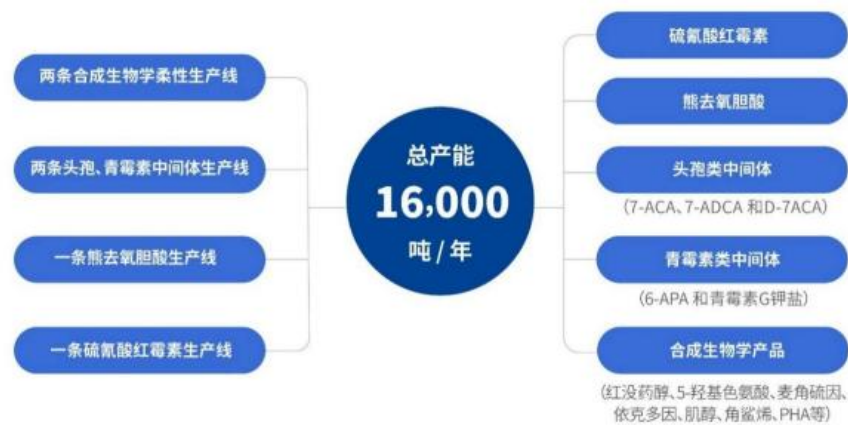 两条合成生物学柔性生产线
两条头孢、青霉素中间体生产线
一条熊去氧胆酸生产线
一条硫氰酸红霉素生产线
总产能
16,000
吨/年
硫氰酸红霉素
熊去氧胆酸
头孢类中间体
(7-ACA、7-ADCA 和D-7ACA)
青霉素类中间体
(6-APA 和青霉素G钾盐)
合成生物学产品
(红没药醇、5-羟基色氨酸、麦角硫因、
依克多因、肌醇、角鲨烯、PHA等)